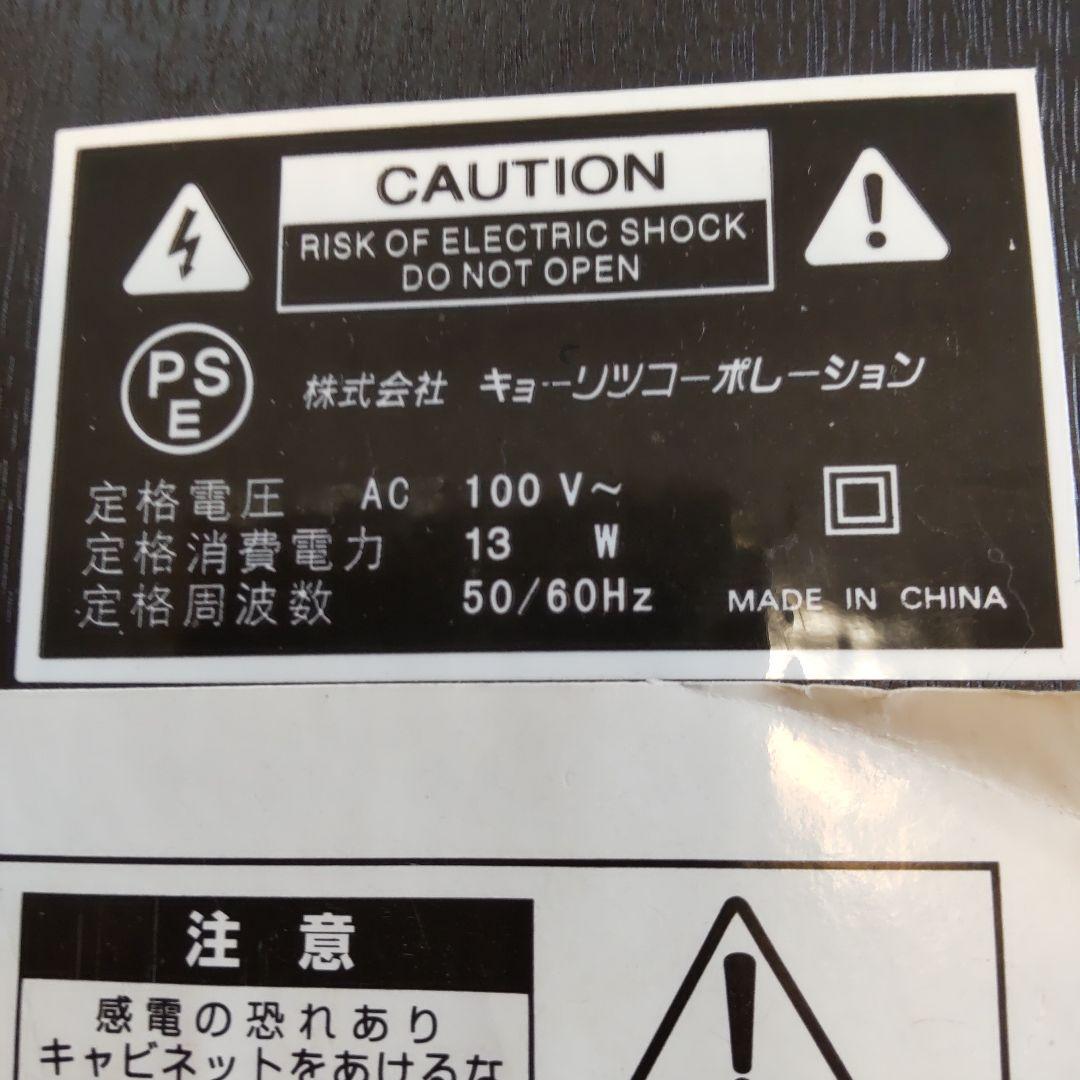 CAUTION
RISK OF ELECTRIC SHOCK
DO NOT OPEN
PS
E
株式会社 キョーリツコーポレーション
定格電圧 AC 100 V～
定格消費電力 13 W
定格周波数 50/60Hz
MADE IN CHINA
注意
感電の恐れあり
キャビネットをあけるな